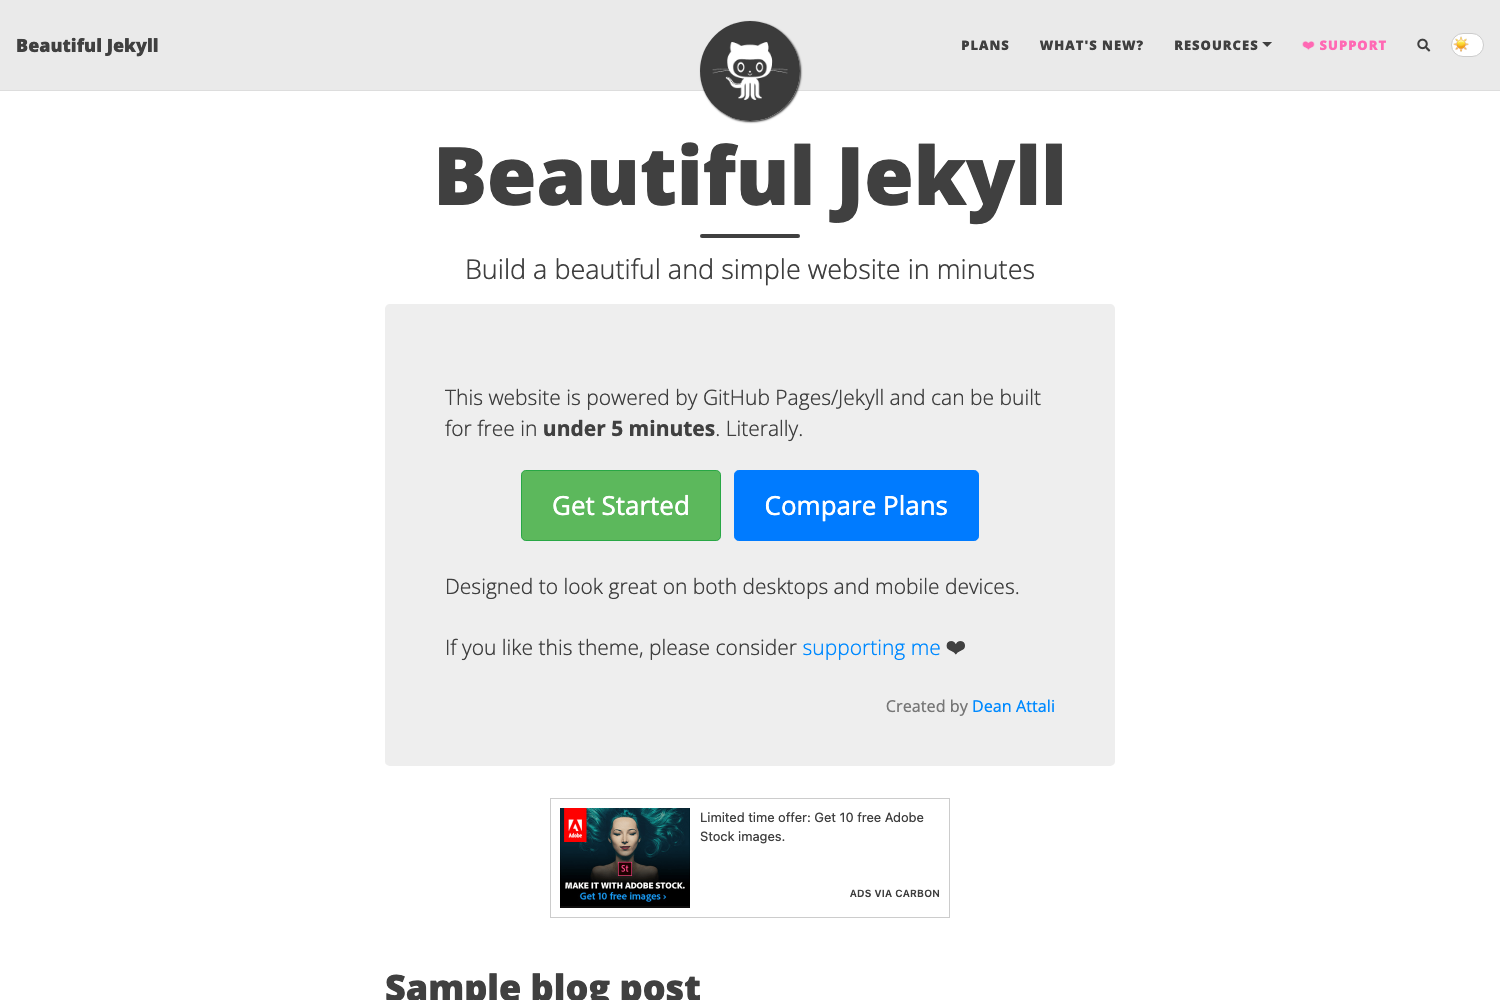 Beautiful Jekyll
PLANS
WHAT'S NEW?
RESOURCES
❤ SUPPORT
Beautiful Jekyll
Build a beautiful and simple website in minutes
This website is powered by GitHub Pages/Jekyll and can be built
for free in under 5 minutes. Literally.
Get Started
Compare Plans
Designed to look great on both desktops and mobile devices.
If you like this theme, please consider supporting me ❤
Created by Dean Attali
Adobe
St
MAKE IT WITH ADOBE STOCK.
Get 10 free images ›
Limited time offer: Get 10 free Adobe
Stock images.
ADS VIA CARBON
Sample blog post